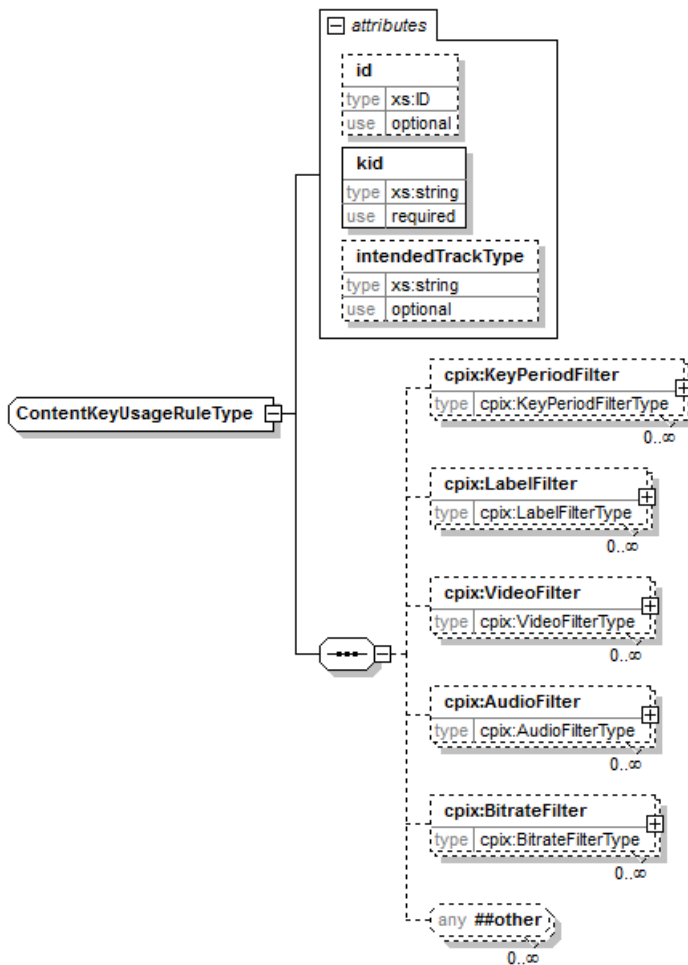 attributes
id
type xs:ID
use optional
kid
type xs:string
use required
intendedTrackType
type xs:string
use optional
ContentKeyUsageRuleType
cpix:KeyPeriodFilter
type cpix:KeyPeriodFilterType
0..∞
cpix:LabelFilter
type cpix:LabelFilterType
0..∞
cpix:VideoFilter
type cpix:VideoFilterType
0..∞
cpix:AudioFilter
type cpix:AudioFilterType
0..∞
cpix:BitrateFilter
type cpix:BitrateFilterType
0..∞
any ##other
0..∞